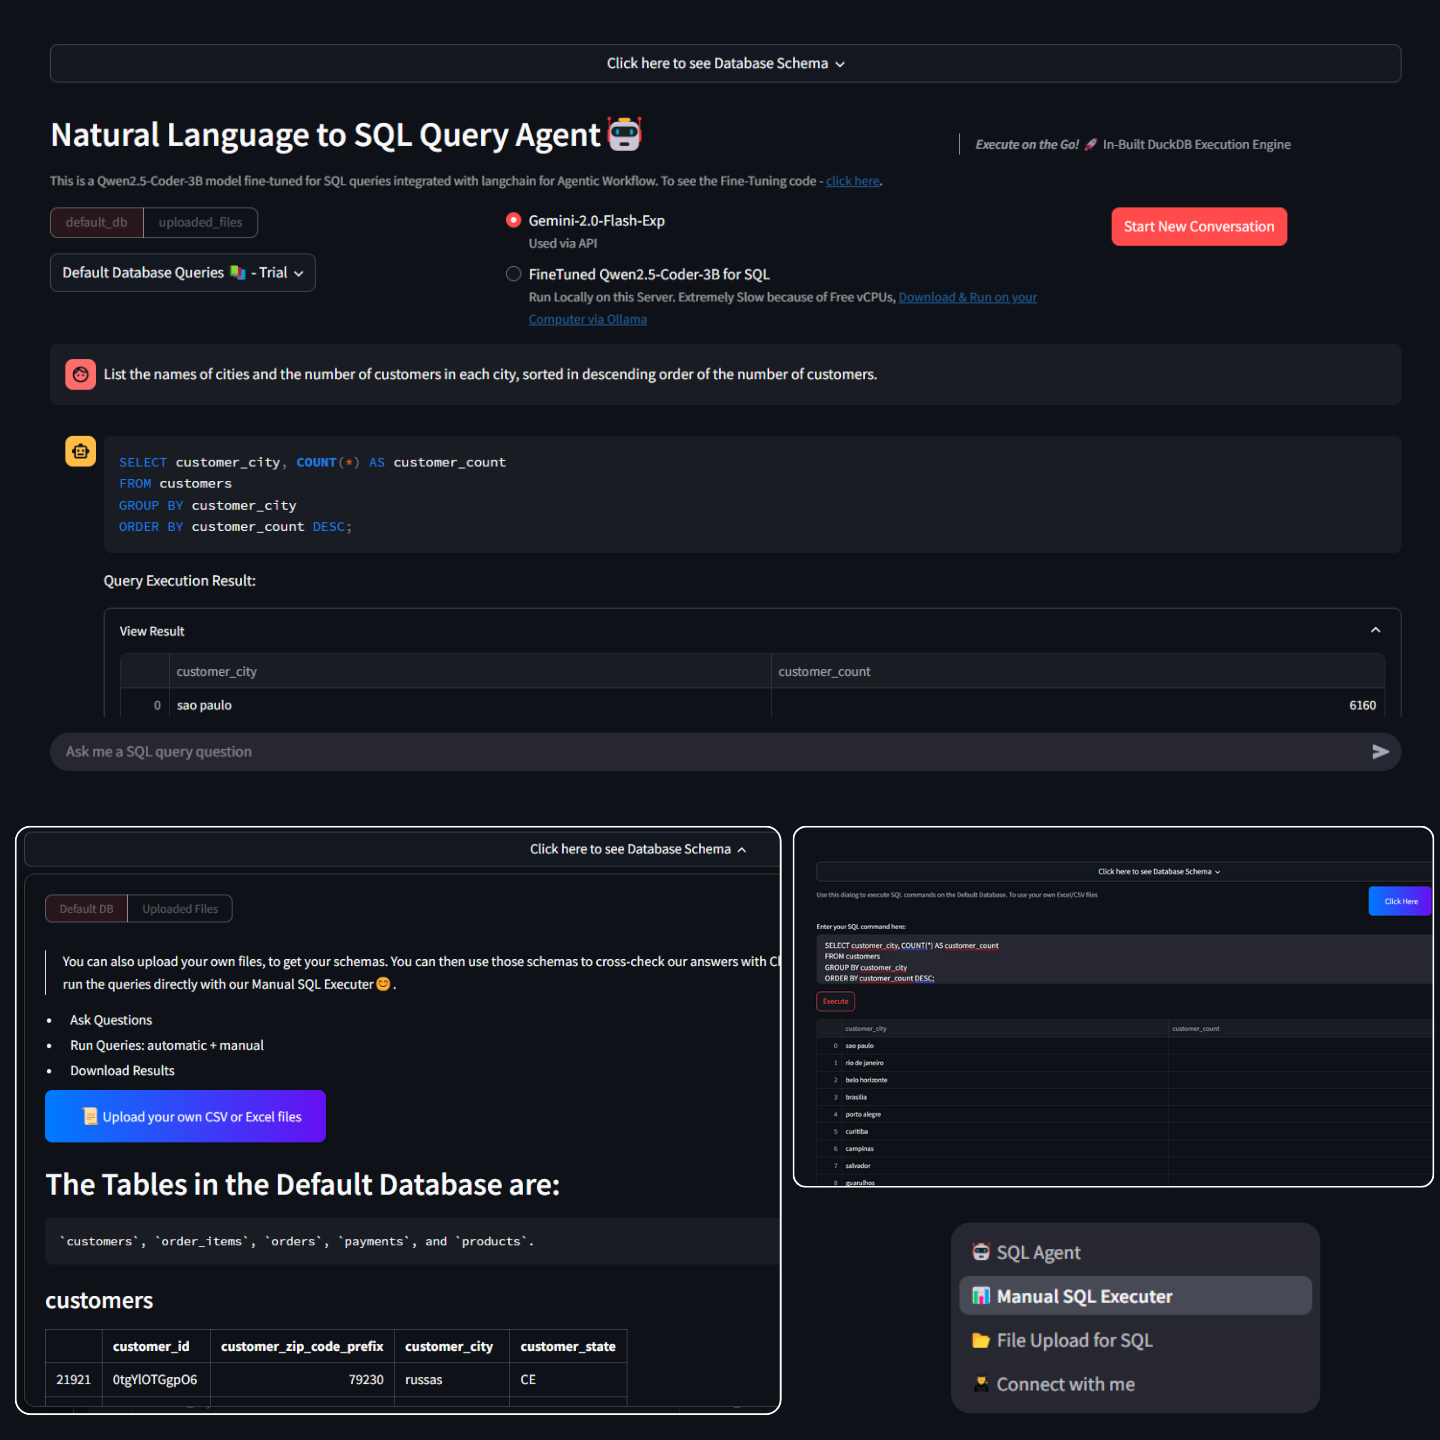 Click here to see Database Schema
Natural Language to SQL Query Agent
Execute on the Go! 🚀 In-Built DuckDB Execution Engine
This is a Qwen2.5-Coder-3B model fine-tuned for SQL queries integrated with langchain for Agentic Workflow. To see the Fine-Tuning code - click here.
default_db uploaded_files
Default Database Queries 📚 - Trial
Gemini-2.0-Flash-Exp
Used via API
FineTuned Qwen2.5-Coder-3B for SQL
Run Locally on this Server. Extremely Slow because of Free vCPUs, Download & Run on your
Computer via Ollama
Start New Conversation
List the names of cities and the number of customers in each city, sorted in descending order of the number of customers.
SELECT customer_city, COUNT(*) AS customer_count
FROM customers
GROUP BY customer_city
ORDER BY customer_count DESC;
Query Execution Result:
View Result
customer_city customer_count
0 sao paulo 6160
Ask me a SQL query question
Click here to see Database Schema
Default DB Uploaded Files
You can also upload your own files, to get your schemas. You can then use those schemas to cross-check our answers with Cl
run the queries directly with our Manual SQL Executer😊.
• Ask Questions
• Run Queries: automatic + manual
• Download Results
📜 Upload your own CSV or Excel files
The Tables in the Default Database are:
`customers`, `order_items`, `orders`, `payments`, and `products`.
customers
customer_id customer_zip_code_prefix customer_city customer_state
21921 0tgYlOTGgpO6 79230 russas CE
Click here to see Database Schema
Use this dialog to execute SQL commands on the Default Database. To use your own Excel/CSV files
Click Here
Enter your SQL command here:
SELECT customer_city, COUNT(*) AS customer_count
FROM customers
GROUP BY customer_city
ORDER BY customer_count DESC;
Execute
customer_city customer_count
0 sao paulo
1 rio de janeiro
2 belo horizonte
3 brasilia
4 porto alegre
5 curitiba
6 campinas
7 salvador
8 guarulhos
SQL Agent
Manual SQL Executer
File Upload for SQL
Connect with me